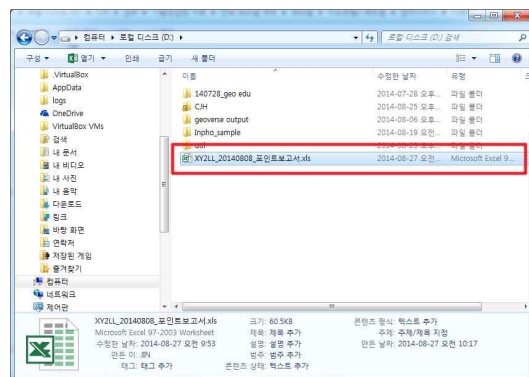 컴퓨터 ▸ 로컬 디스크 (D:) ▸
로컬 디스크 (D:) 검색
구성 열기 인쇄 굽기 새 폴더
.VirtualBox
AppData
logs
OneDrive
VirtualBox VMs
검색
내 문서
내 비디오
내 사진
내 음악
다운로드
링크
바탕 화면
연락처
저장된 게임
즐겨찾기
컴퓨터
네트워크
제어판
이름 수정한 날짜 유형
140728_geo edu 2014-07-28 오후... 파일 폴더
CJH 2014-08-25 오후... 파일 폴더
geoverse output 2014-08-06 오후... 파일 폴더
Inpho_sample 2014-08-19 오전... 파일 폴더
util 2014-08-25 오후... 파일 폴더
XY2LL_20140808_포인트보고서.xls 2014-08-27 오전... Microsoft Excel 9...
XY2LL_20140808_포인트보고서.xls 크기: 60.5KB 콘텐츠 형식: 텍스트 추가
Microsoft Excel 97-2003 Worksheet 제목: 제목 추가 주제: 주제/제목 지정
수정한 날짜: 2014-08-27 오전 9:53 설명: 설명 추가 만든 날짜: 2014-08-27 오전 10:17
만든 이: JIN 범주: 범주 추가
태그: 태그 추가 콘텐츠 상태: 텍스트 추가